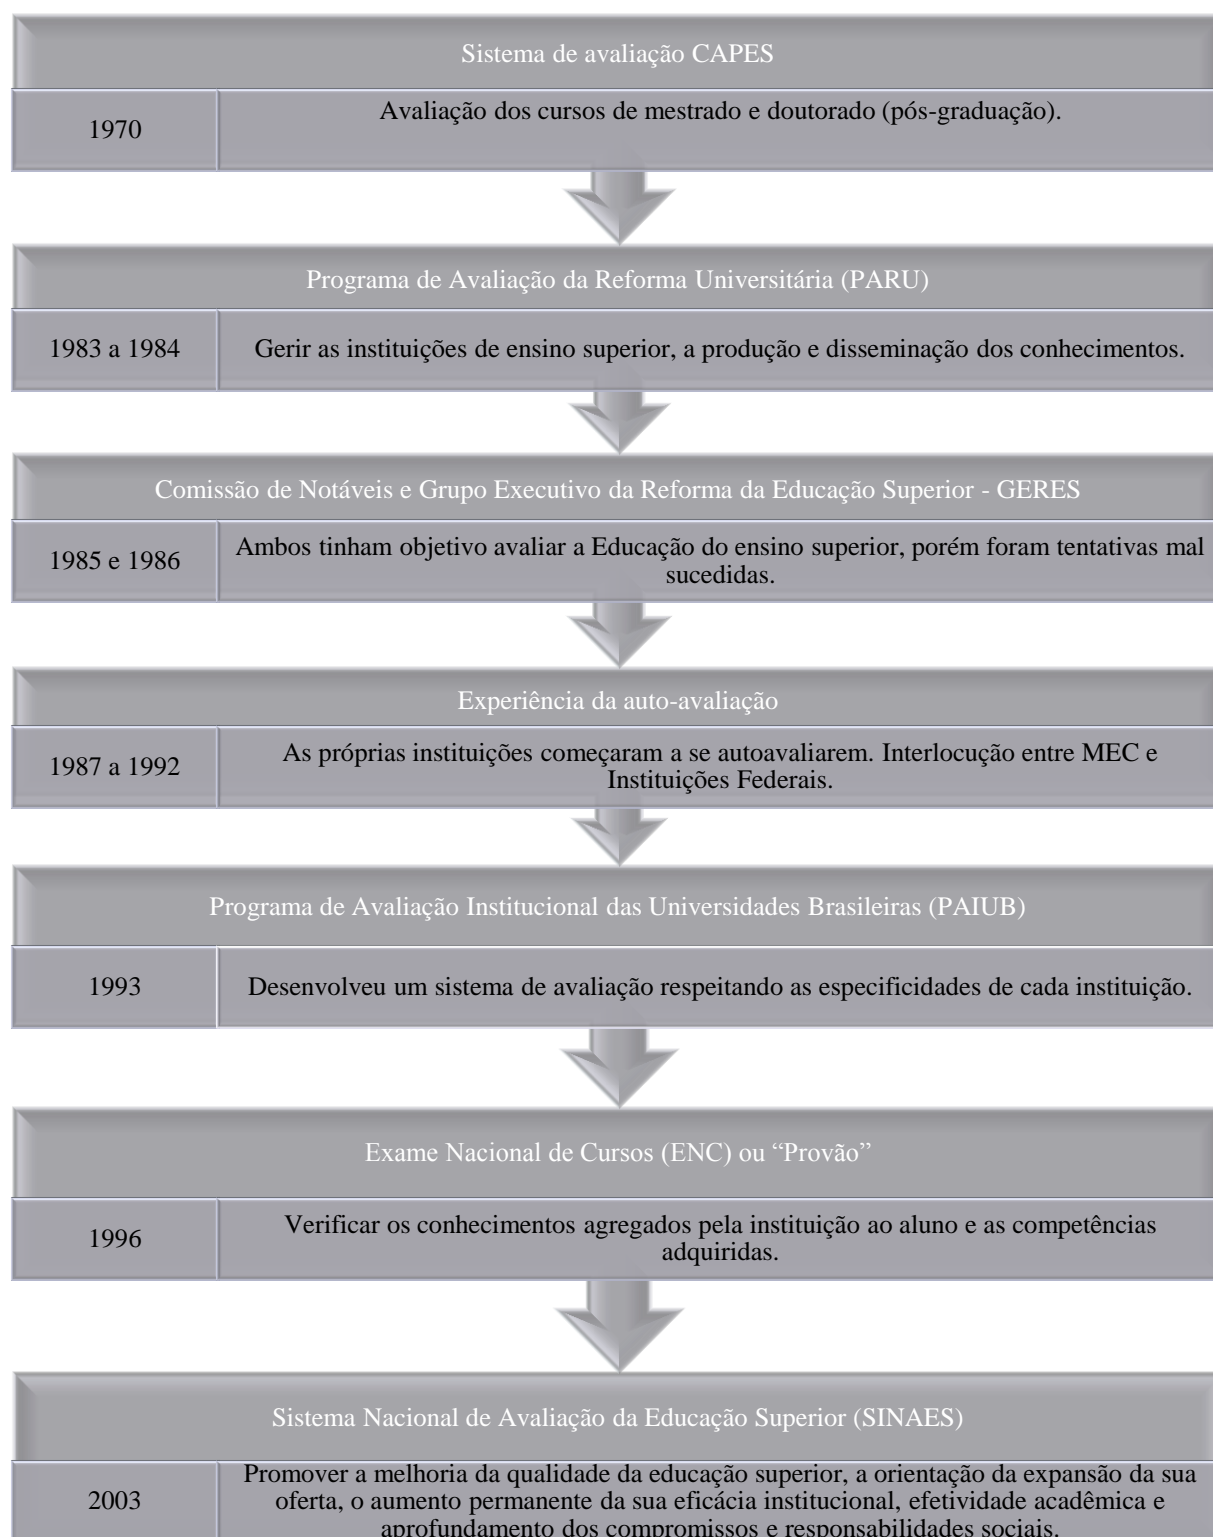 Sistema de avaliação CAPES
1970
Avaliação dos cursos de mestrado e doutorado (pós-graduação).
Programa de Avaliação da Reforma Universitária (PARU)
1983 a 1984
Gerir as instituições de ensino superior, a produção e disseminação dos conhecimentos.
Comissão de Notáveis e Grupo Executivo da Reforma da Educação Superior - GERES
1985 e 1986
Ambos tinham objetivo avaliar a Educação do ensino superior, porém foram tentativas mal
sucedidas.
Experiência da auto-avaliação
1987 a 1992
As próprias instituições começaram a se autoavaliarem. Interlocução entre MEC e
Instituições Federais.
Programa de Avaliação Institucional das Universidades Brasileiras (PAIUB)
1993
Desenvolveu um sistema de avaliação respeitando as especificidades de cada instituição.
Exame Nacional de Cursos (ENC) ou “Provão”
1996
Verificar os conhecimentos agregados pela instituição ao aluno e as competências
adquiridas.
Sistema Nacional de Avaliação da Educação Superior (SINAES)
2003
Promover a melhoria da qualidade da educação superior, a orientação da expansão da sua
oferta, o aumento permanente da sua eficácia institucional, efetividade acadêmica e
aprofundamento dos compromissos e responsabilidades sociais.